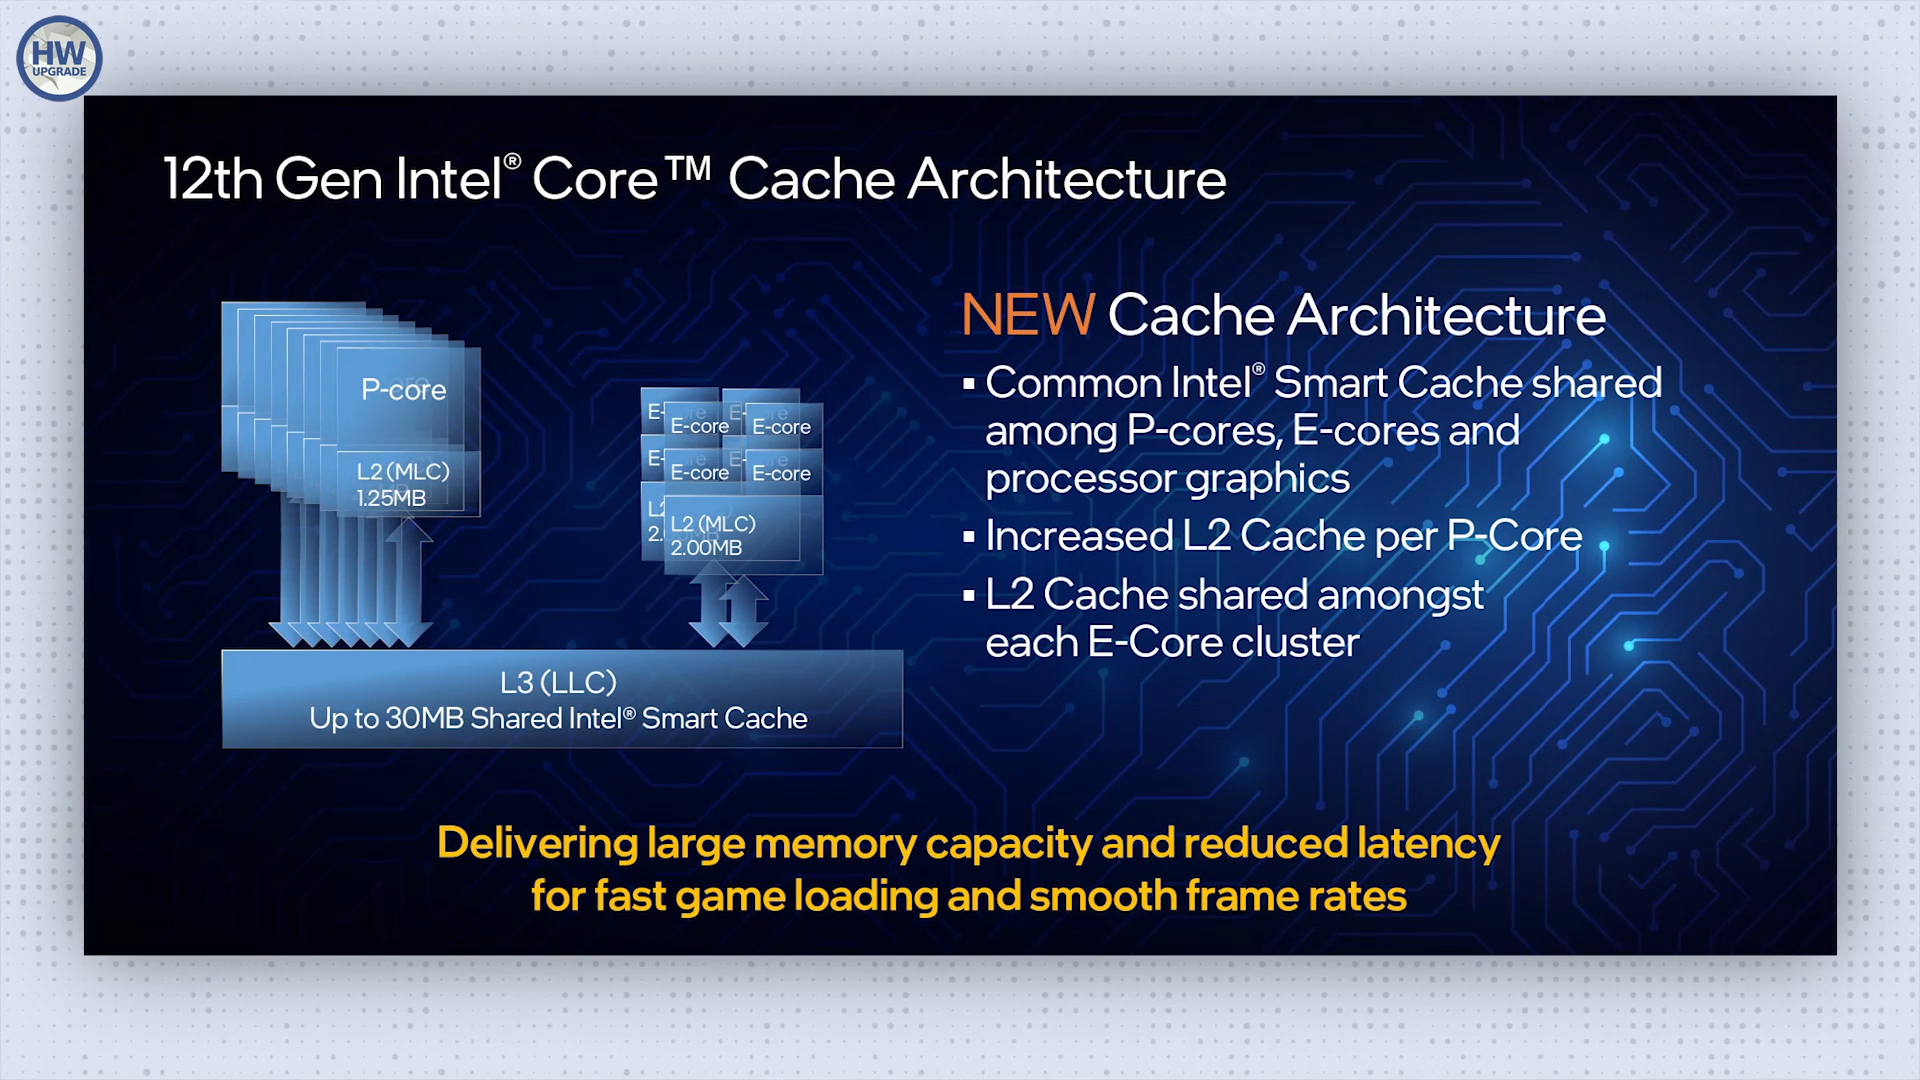 HW
UPGRADE
12th Gen Intel® Core™ Cache Architecture
P-core
L2 (MLC)
1.25MB
E-core
E-core
E-core
E-core
L2 (MLC)
2.00MB
L3 (LLC)
Up to 30MB Shared Intel® Smart Cache
NEW Cache Architecture
▪ Common Intel® Smart Cache shared
among P-cores, E-cores and
processor graphics
▪ Increased L2 Cache per P-Core
▪ L2 Cache shared amongst
each E-Core cluster
Delivering large memory capacity and reduced latency
for fast game loading and smooth frame rates